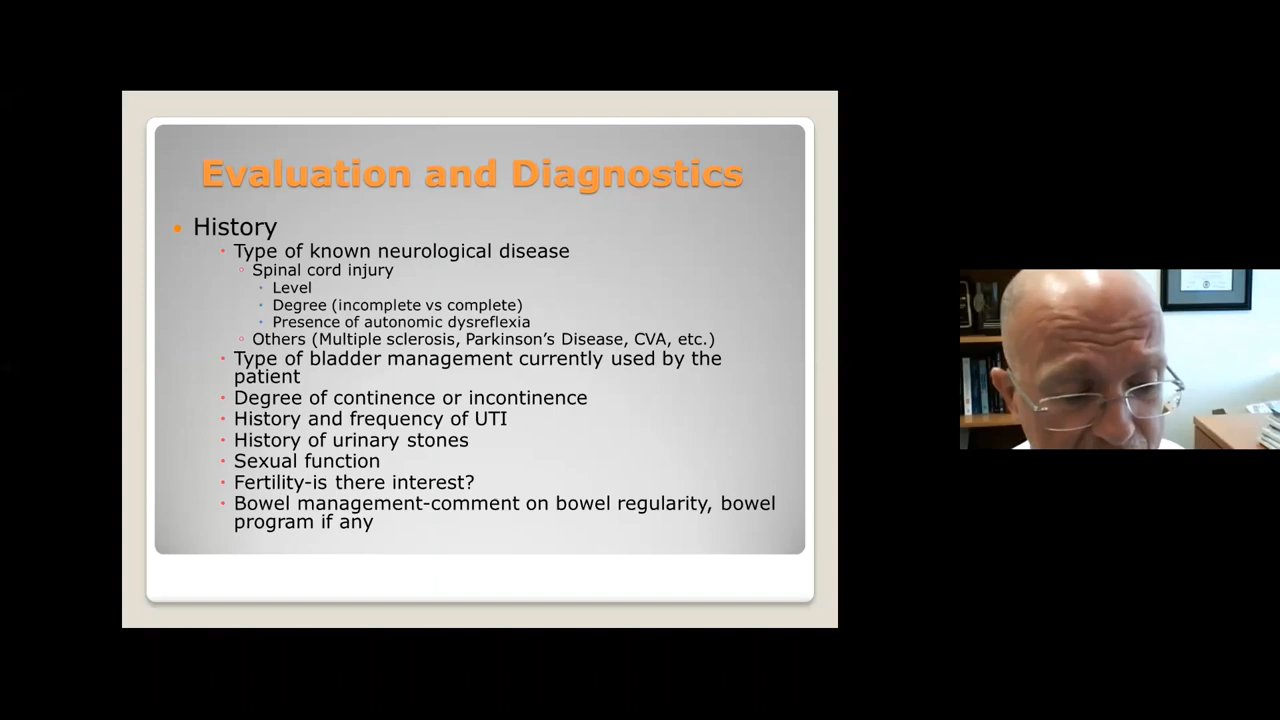 Evaluation and Diagnostics
History
Type of known neurological disease
Spinal cord injury
Level
Degree (incomplete vs complete)
Presence of autonomic dysreflexia
Others (Multiple sclerosis, Parkinson's Disease, CVA, etc.)
Type of bladder management currently used by the
patient
Degree of continence or incontinence
History and frequency of UTI
History of urinary stones
Sexual function
Fertility-is there interest?
Bowel management-comment on bowel regularity, bowel
program if any